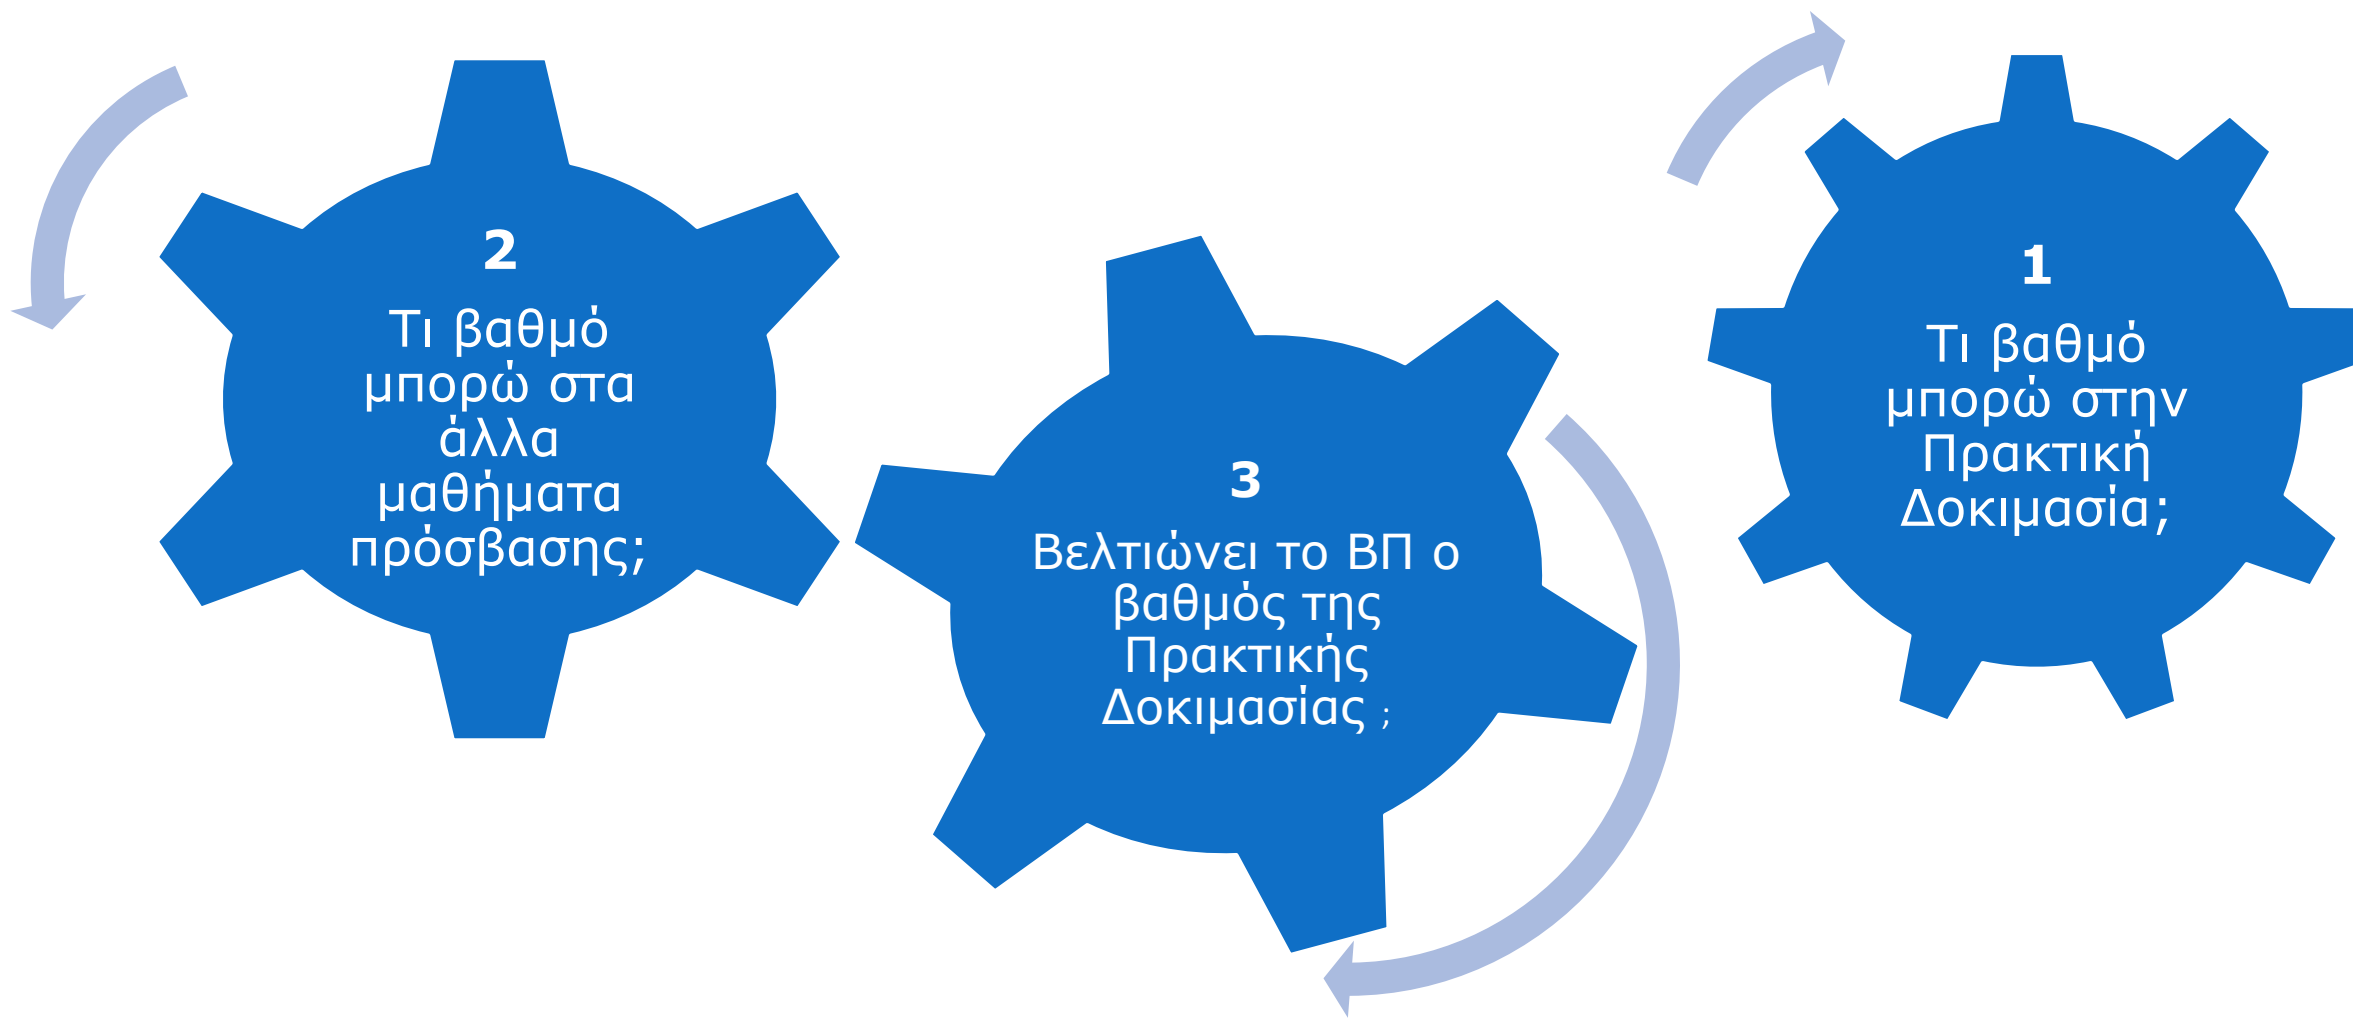 2
Τι βαθμό
μπορώ στα
άλλα
μαθήματα
πρόσβασης;
3
Βελτιώνει το ΒΠ ο
βαθμός της
Πρακτικής
Δοκιμασίας ;
1
Τι βαθμό
μπορώ στην
Πρακτική
Δοκιμασία;